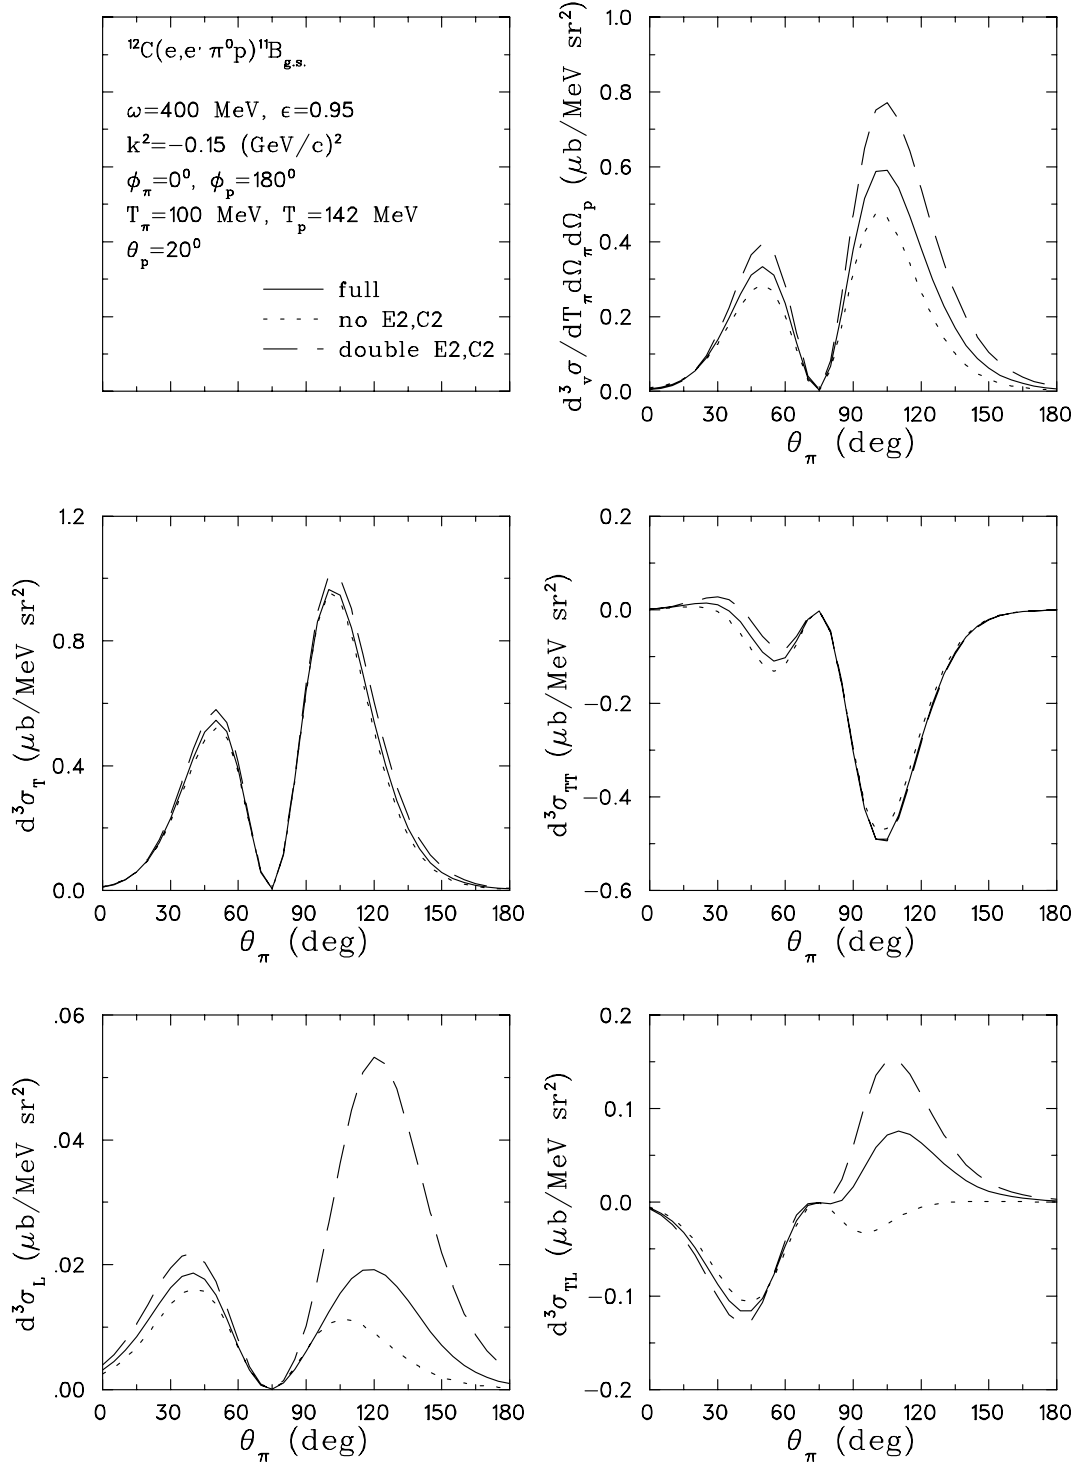 ¹²C(e,e' π⁰p)¹¹B_g.s.
ω=400 MeV, ϵ=0.95
k²=−0.15 (GeV/c)²
ϕ_π=0⁰, ϕ_p=180⁰
T_π=100 MeV, T_p=142 MeV
θ_p=20⁰
full
no E2,C2
double E2,C2
d³_vσ/dT_πdΩ_πdΩ_p (μb/MeV sr²)
1.0
0.8
0.6
0.4
0.2
0.0
0 30 60 90 120 150 180
θ_π (deg)
d³σ_T (μb/MeV sr²)
1.2
0.8
0.4
0.0
0 30 60 90 120 150 180
θ_π (deg)
d³σ_TT (μb/MeV sr²)
0.2
0.0
−0.2
−0.4
−0.6
0 30 60 90 120 150 180
θ_π (deg)
d³σ_L (μb/MeV sr²)
.06
.04
.02
.00
0 30 60 90 120 150 180
θ_π (deg)
d³σ_TL (μb/MeV sr²)
0.2
0.1
0.0
−0.1
−0.2
0 30 60 90 120 150 180
θ_π (deg)